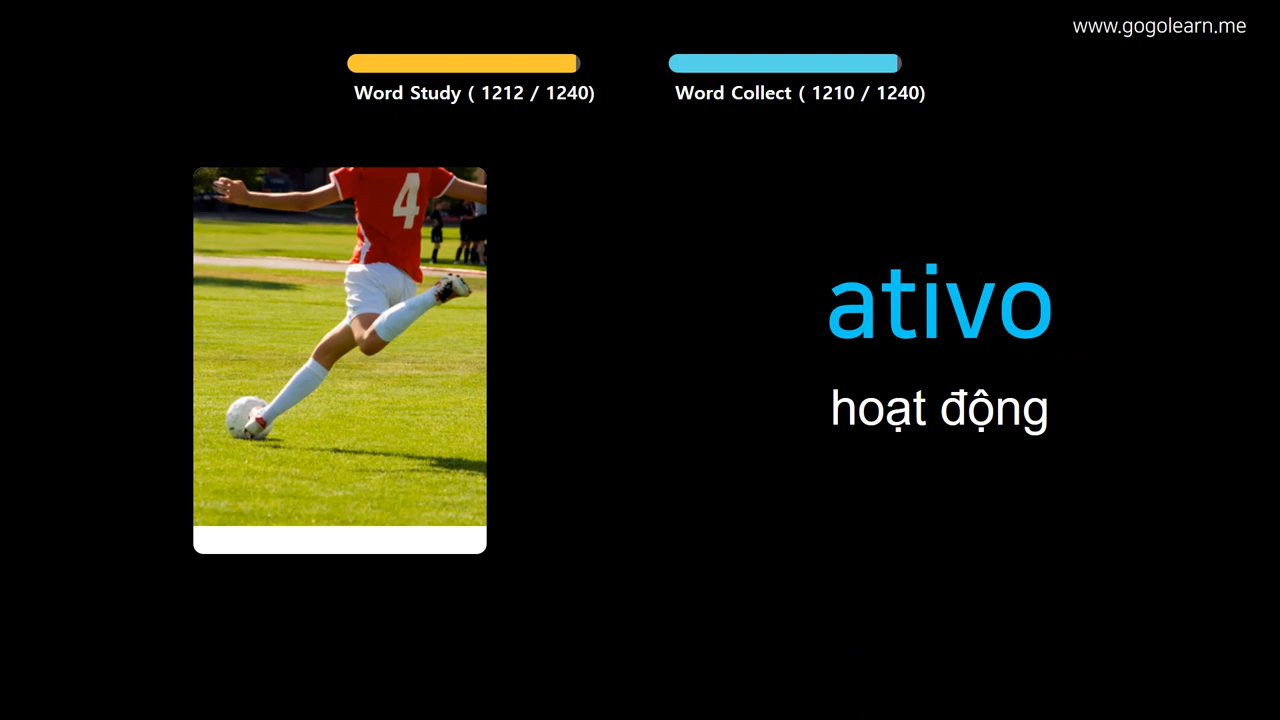 www.gogolearn.me
Word Study ( 1212 / 1240)
Word Collect ( 1210 / 1240)
4
ativo
hoạt động